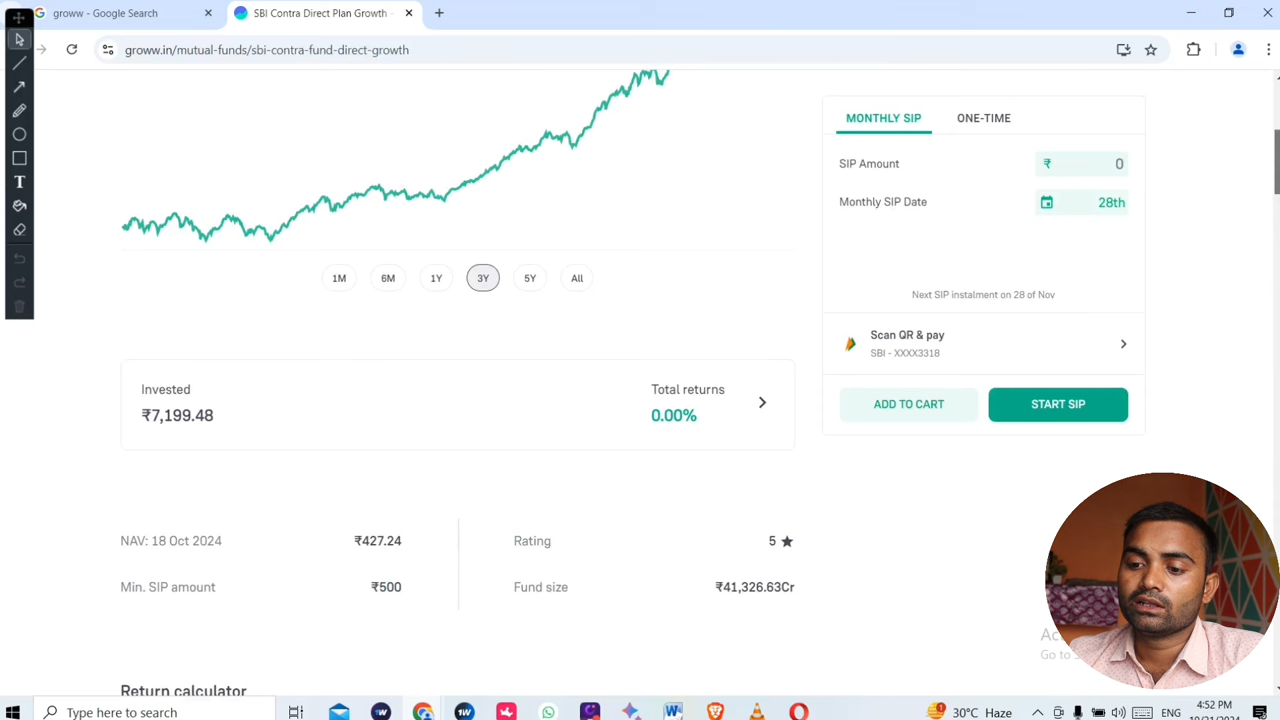 groww - Google Search
SBI Contra Direct Plan Growth -
groww.in/mutual-funds/sbi-contra-fund-direct-growth
T
MONTHLY SIP ONE-TIME
SIP Amount ₹ 0
Monthly SIP Date 28th
1M 6M 1Y 3Y 5Y All
Next SIP instalment on 28 of Nov
Scan QR & pay
SBI - XXXX3318
Invested Total returns
₹7,199.48 0.00%
ADD TO CART START SIP
NAV: 18 Oct 2024 ₹427.24 Rating 5
Min. SIP amount ₹500 Fund size ₹41,326.63Cr
Go to
Return calculator
Type here to search
30°C Haze
ENG
4:52 PM